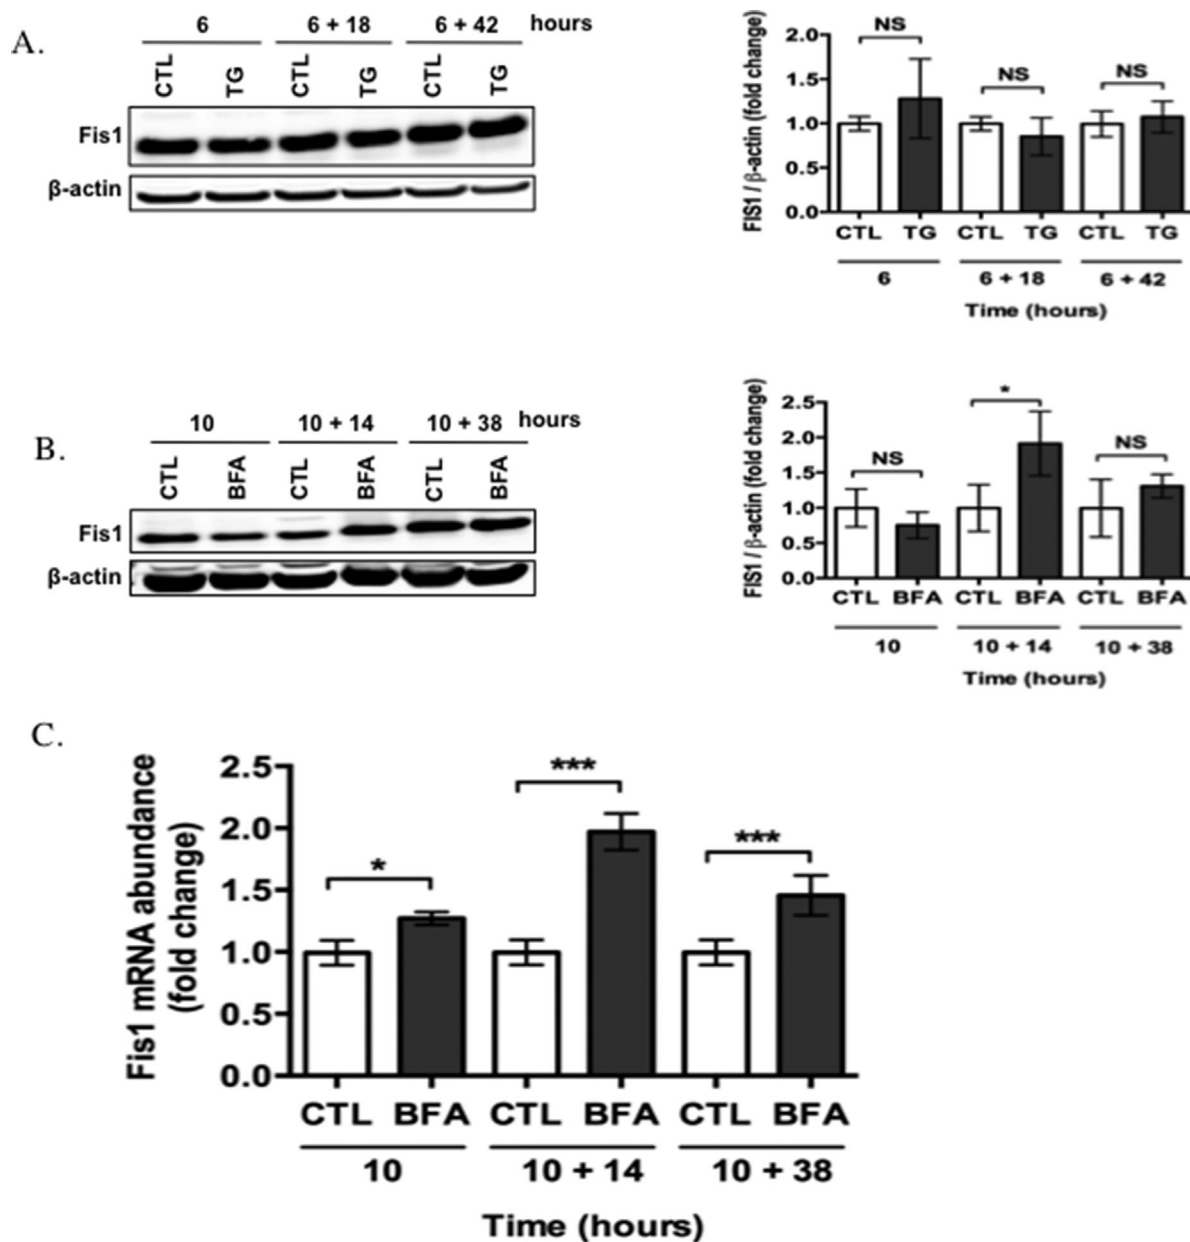 A.
6 6 + 18 6 + 42 hours
CTL TG CTL TG CTL TG
Fis1
β-actin
FIS1 / β-actin (fold change)
2.0
1.5
1.0
0.5
0.0
NS NS NS
CTL TG CTL TG CTL TG
6 6 + 18 6 + 42
Time (hours)
B.
10 10 + 14 10 + 38 hours
CTL BFA CTL BFA CTL BFA
Fis1
β-actin
FIS1 / β-actin (fold change)
2.5
2.0
1.5
1.0
0.5
0.0
NS * NS
CTL BFA CTL BFA CTL BFA
10 10 + 14 10 + 38
Time (hours)
C.
Fis1 mRNA abundance
(fold change)
2.5
2.0
1.5
1.0
0.5
0.0
* *** ***
CTL BFA CTL BFA CTL BFA
10 10 + 14 10 + 38
Time (hours)